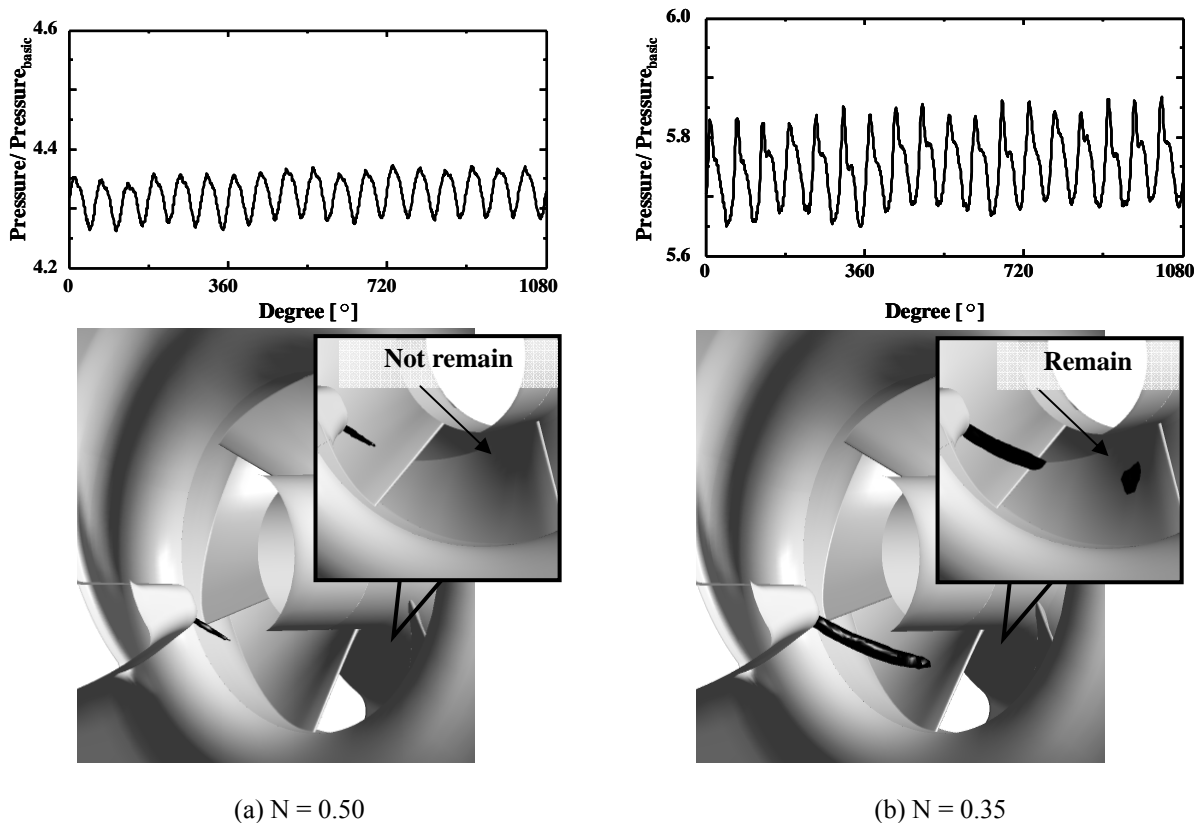 4.6
4.4
4.2
Pressure/ Pressure_basic
0 360 720 1080
Degree [°]
Not remain
(a) N = 0.50
6.0
5.8
5.6
Pressure/ Pressure_basic
0 360 720 1080
Degree [°]
Remain
(b) N = 0.35